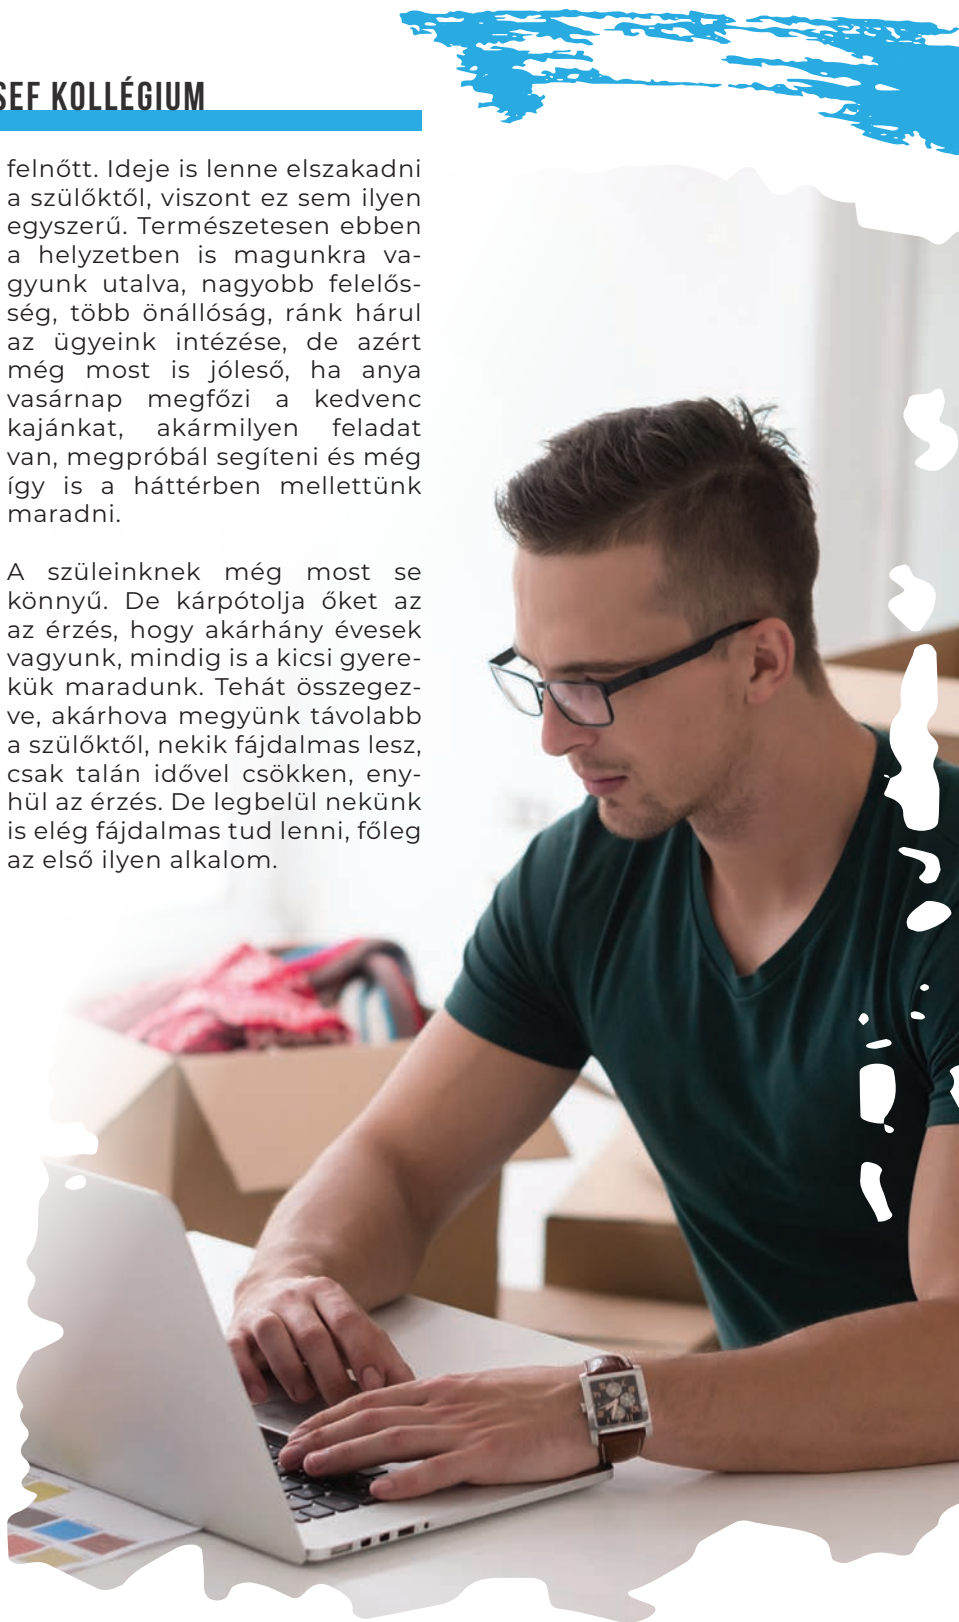 SEF KOLLÉGIUM
felnőtt. Ideje is lenne elszakadni
a szülőktől, viszont ez sem ilyen
egyszerű. Természetesen ebben
a helyzetben is magunkra va-
gyunk utalva, nagyobb felelős-
ség, több önállóság, ránk hárul
az ügyeink intézése, de azért
még most is jóleső, ha anya
vasárnap megfőzi a kedvenc
kajánkat, akármilyen feladat
van, megpróbál segíteni és még
így is a háttérben mellettünk
maradni.
A szüleinknek még most se
könnyű. De kárpótolja őket az
az érzés, hogy akárhány évesek
vagyunk, mindig is a kicsi gyere-
kük maradunk. Tehát összegez-
ve, akárhova megyünk távolabb
a szülőktől, nekik fájdalmas lesz,
csak talán idővel csökken, eny-
hül az érzés. De legbelül nekünk
is elég fájdalmas tud lenni, főleg
az első ilyen alkalom.